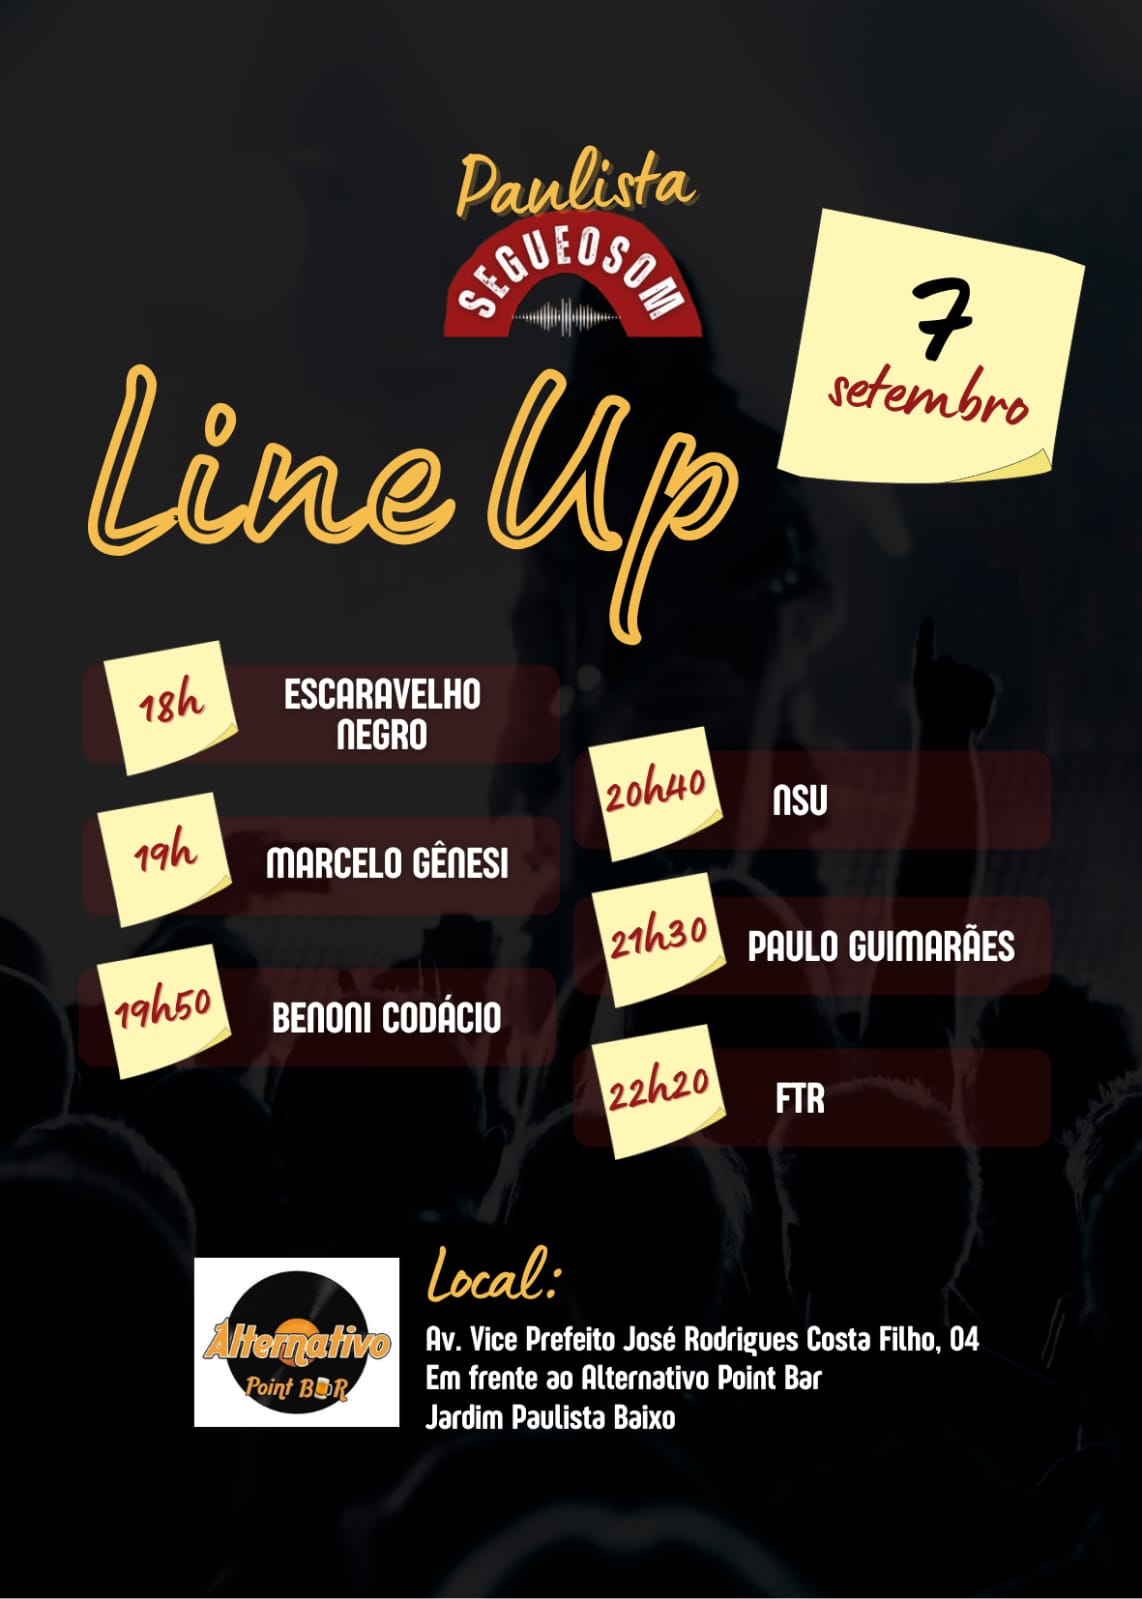 Paulista
SEGUEOSOM
7
setembro
Line Up
18h
ESCARAVELHO
NEGRO
19h
MARCELO GÊNESI
19h50
BENONI CODÁCIO
20h40
NSU
21h30
PAULO GUIMARÃES
22h20
FTR
Alternativo
Point BAR
Local:
Av. Vice Prefeito José Rodrigues Costa Filho, 04
Em frente ao Alternativo Point Bar
Jardim Paulista Baixo